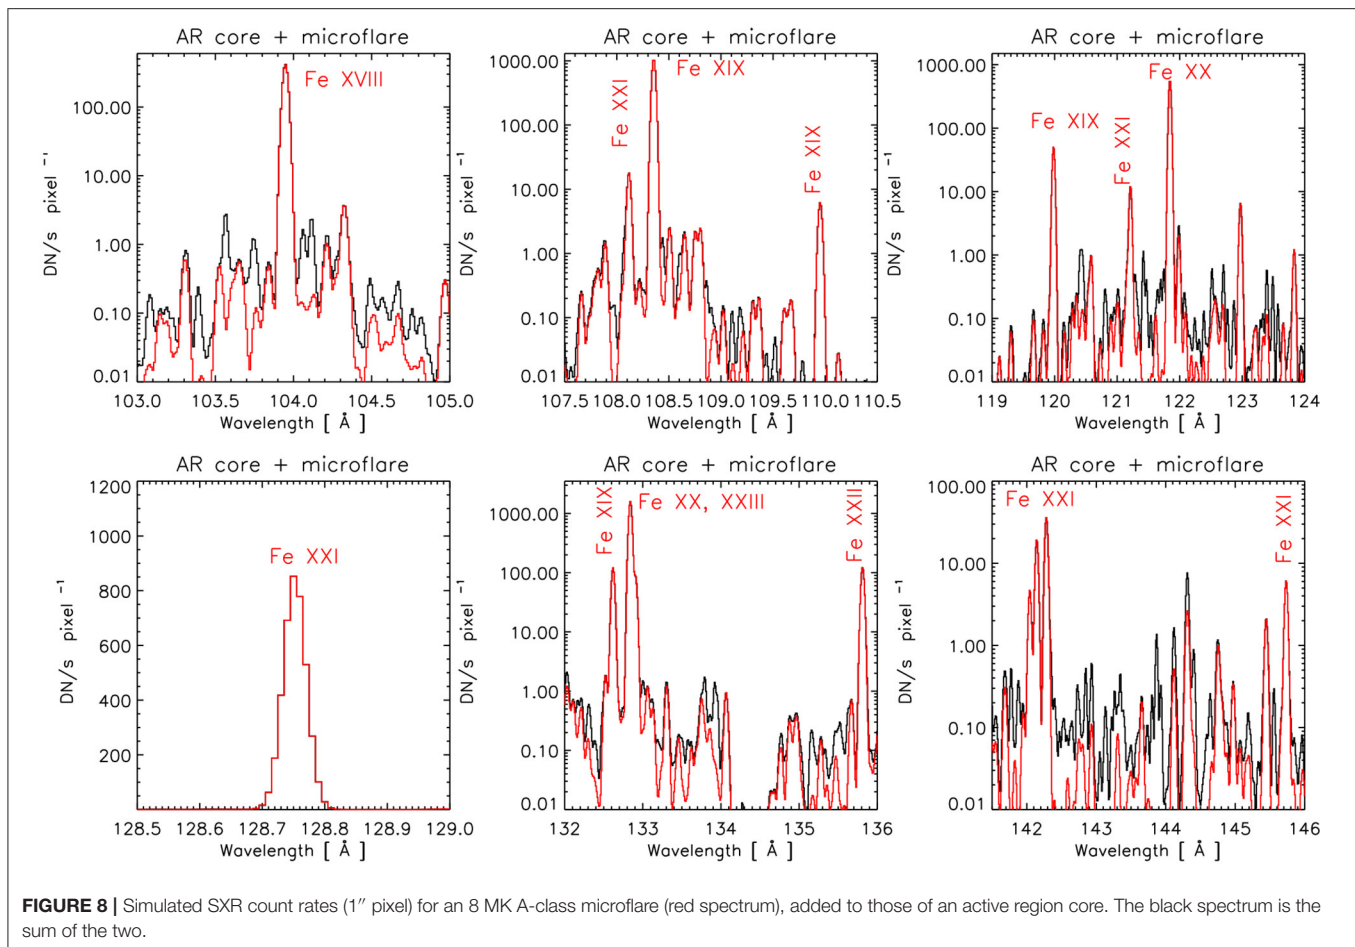 AR core + microflare
Fe XVIII
DN/s pixel⁻¹
100.00
10.00
1.00
0.10
0.01
103.0 103.5 104.0 104.5 105.0
Wavelength [ Å ]
AR core + microflare
Fe XXI
Fe XIX
Fe XIX
DN/s pixel⁻¹
1000.00
100.00
10.00
1.00
0.10
0.01
107.5 108.0 108.5 109.0 109.5 110.0 110.5
Wavelength [ Å ]
AR core + microflare
Fe XIX
Fe XXI
Fe XX
DN/s pixel⁻¹
1000.00
100.00
10.00
1.00
0.10
0.01
119 120 121 122 123 124
Wavelength [ Å ]
AR core + microflare
Fe XXI
DN/s pixel⁻¹
1200
1000
800
600
400
200
128.5 128.6 128.7 128.8 128.9 129.0
Wavelength [ Å ]
AR core + microflare
Fe XIX
Fe XX, XXIII
Fe XXII
DN/s pixel⁻¹
1000.00
100.00
10.00
1.00
0.10
0.01
132 133 134 135 136
Wavelength [ Å ]
AR core + microflare
Fe XXI
Fe XXI
DN/s pixel⁻¹
100.00
10.00
1.00
0.10
0.01
142 143 144 145 146
Wavelength [ Å ]
FIGURE 8 | Simulated SXR count rates (1″ pixel) for an 8 MK A-class microflare (red spectrum), added to those of an active region core. The black spectrum is the
sum of the two.